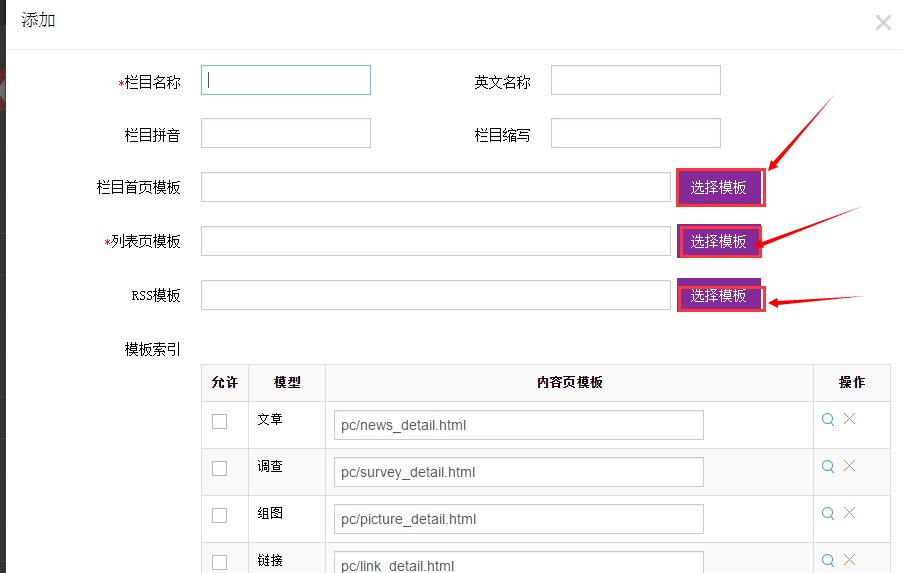 添加
*栏目名称 英文名称
栏目拼音 栏目缩写
栏目首页模板 选择模板
*列表页模板 选择模板
RSS模板 选择模板
模板索引
允许 模型 内容页模板 操作
文章 pc/news_detail.html
调查 pc/survey_detail.html
组图 pc/picture_detail.html
链接 pc/link_detail.html